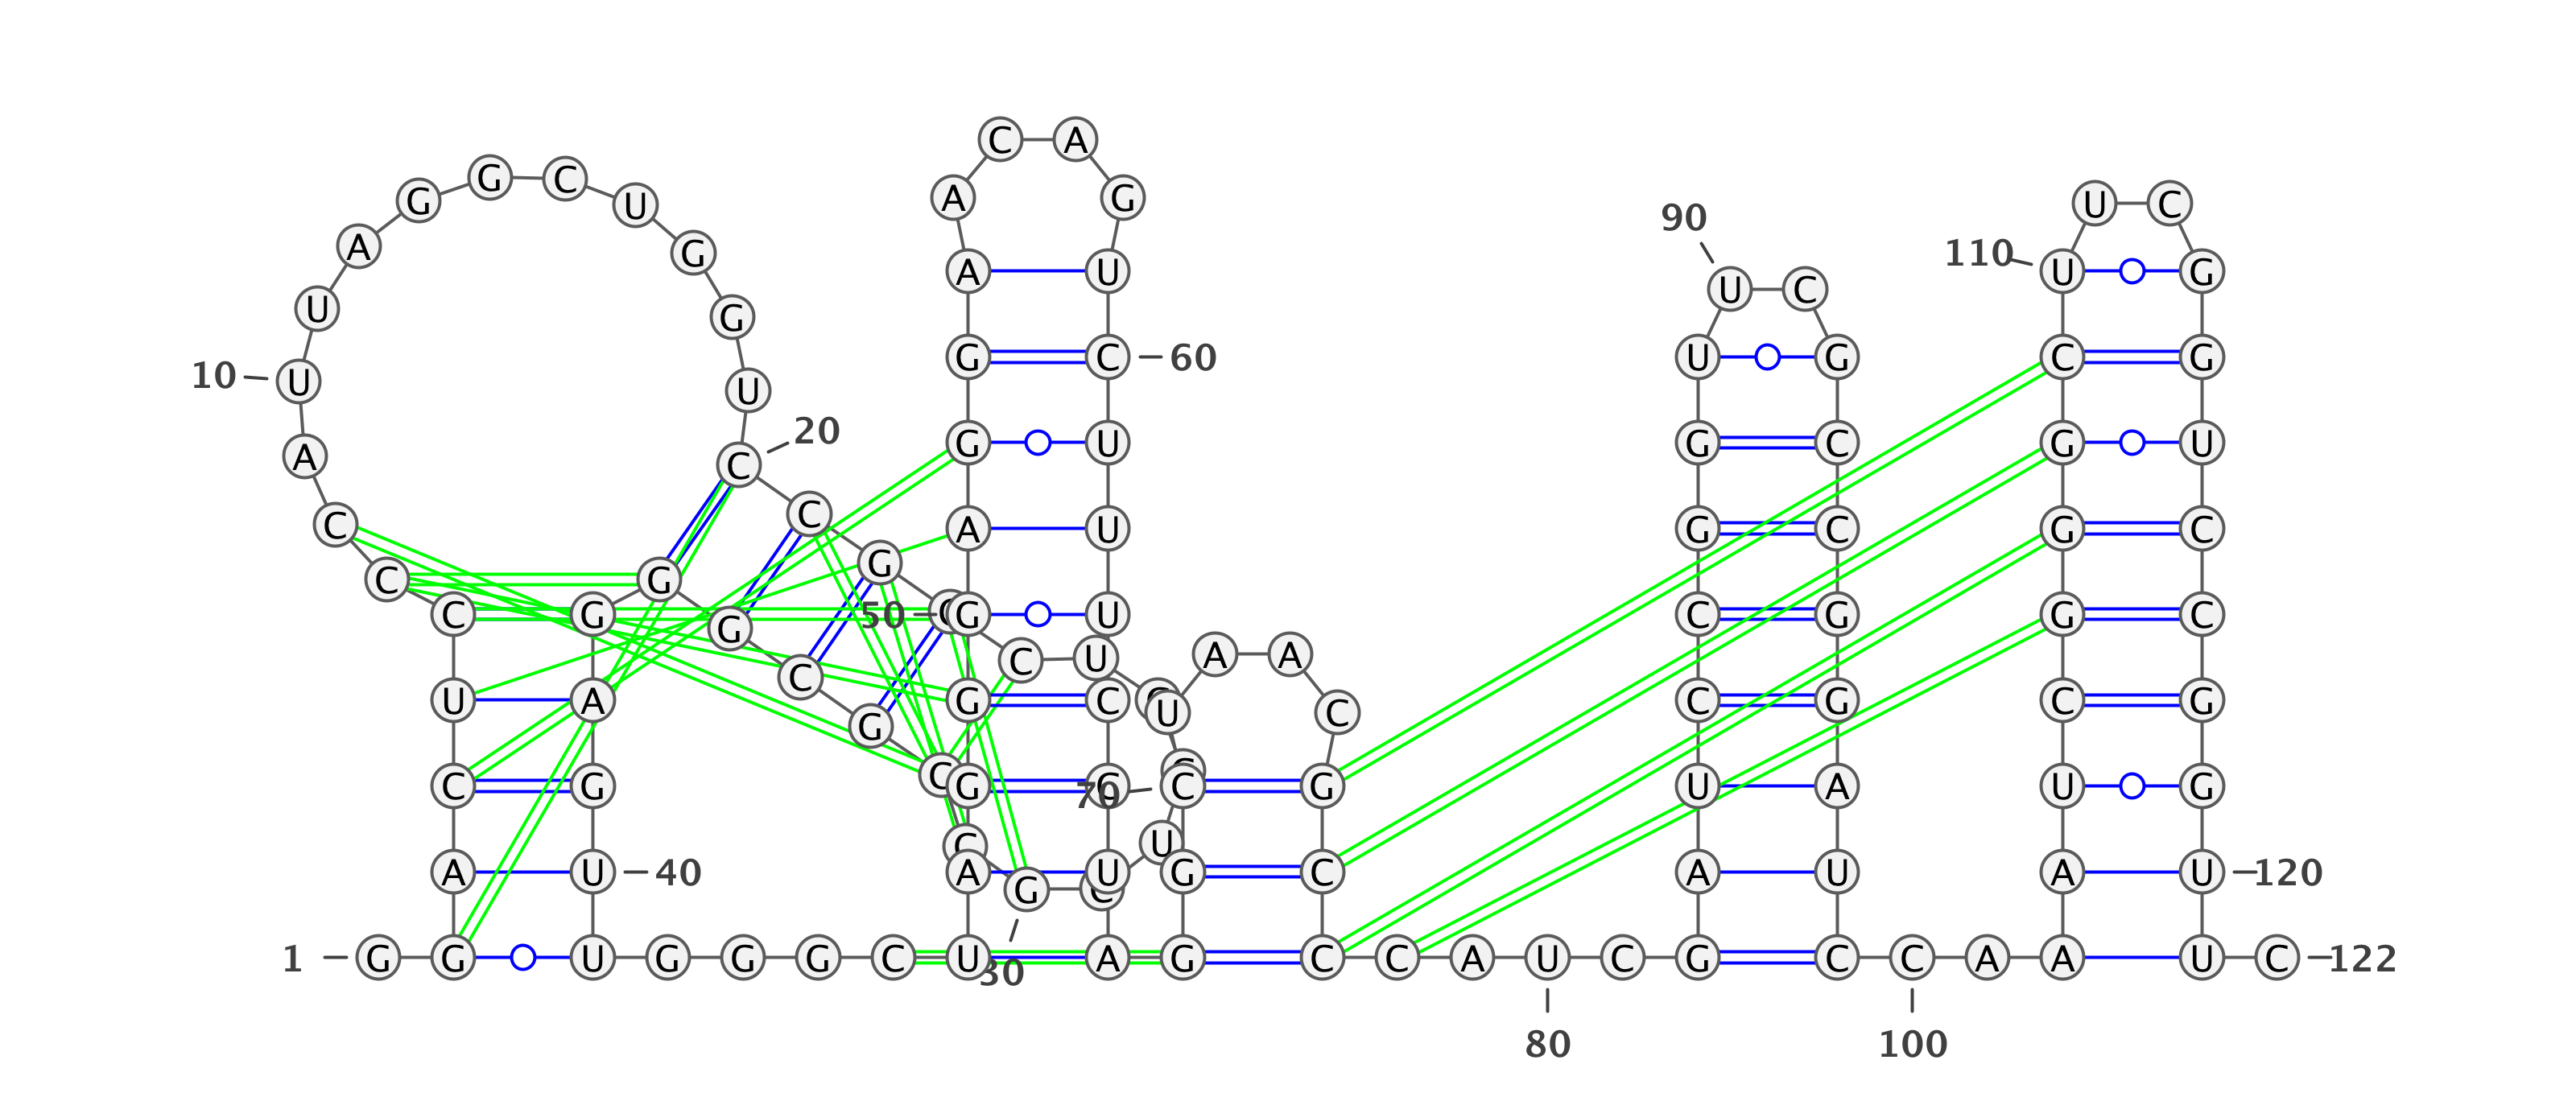 C A
G G C
G U A G U C
90
A G 110
A U U G
U C
U G
G C 60 U G C G
10 U U
20
G U G C G U
A C
C C
A U G C G C
C G G
C G 50 G U C G G C
G
C U A A
C
U A G C C G C G
U C
G
C G C G C G U A U G
70
C U
A U 40 A U G C A U A U 120
G C
1 G G U G G G C U A G C C A U C G C C A A U C 122
30
80 100